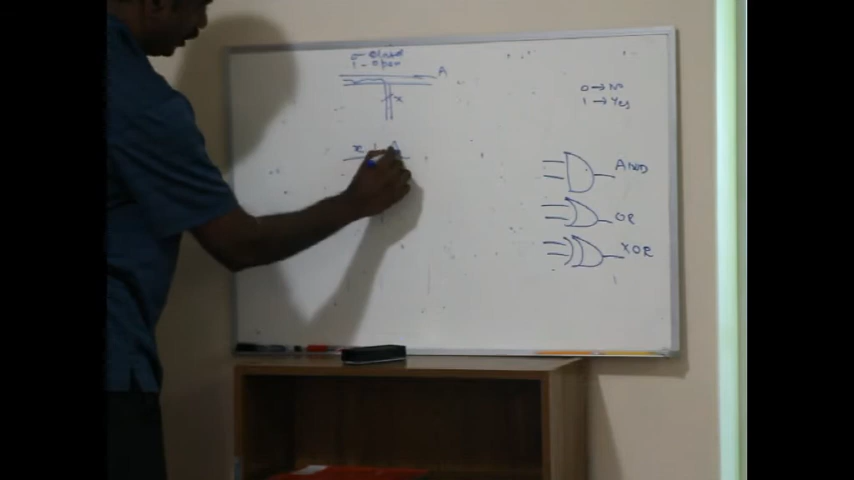 0 - Closed
1 - Open
A
x
x A
0 → No
1 → Yes
AND
OR
XOR